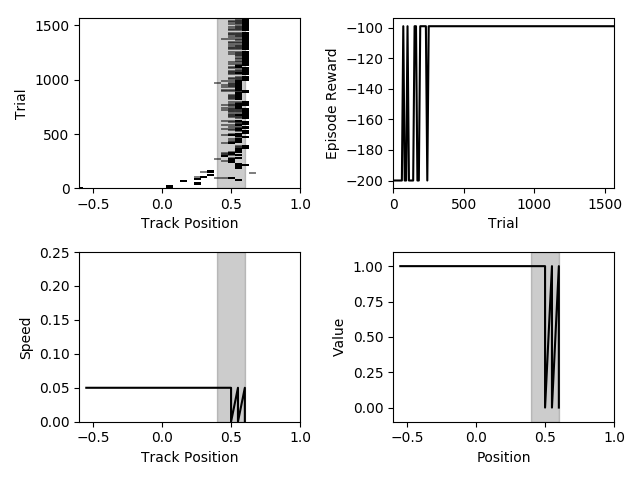 1500
1000
500
0
−0.5 0.0 0.5 1.0
Trial
Track Position
−100
−120
−140
−160
−180
−200
0 500 1000 1500
Episode Reward
Trial
0.25
0.20
0.15
0.10
0.05
0.00
−0.5 0.0 0.5 1.0
Speed
Track Position
1.00
0.75
0.50
0.25
0.00
−0.5 0.0 0.5 1.0
Value
Position